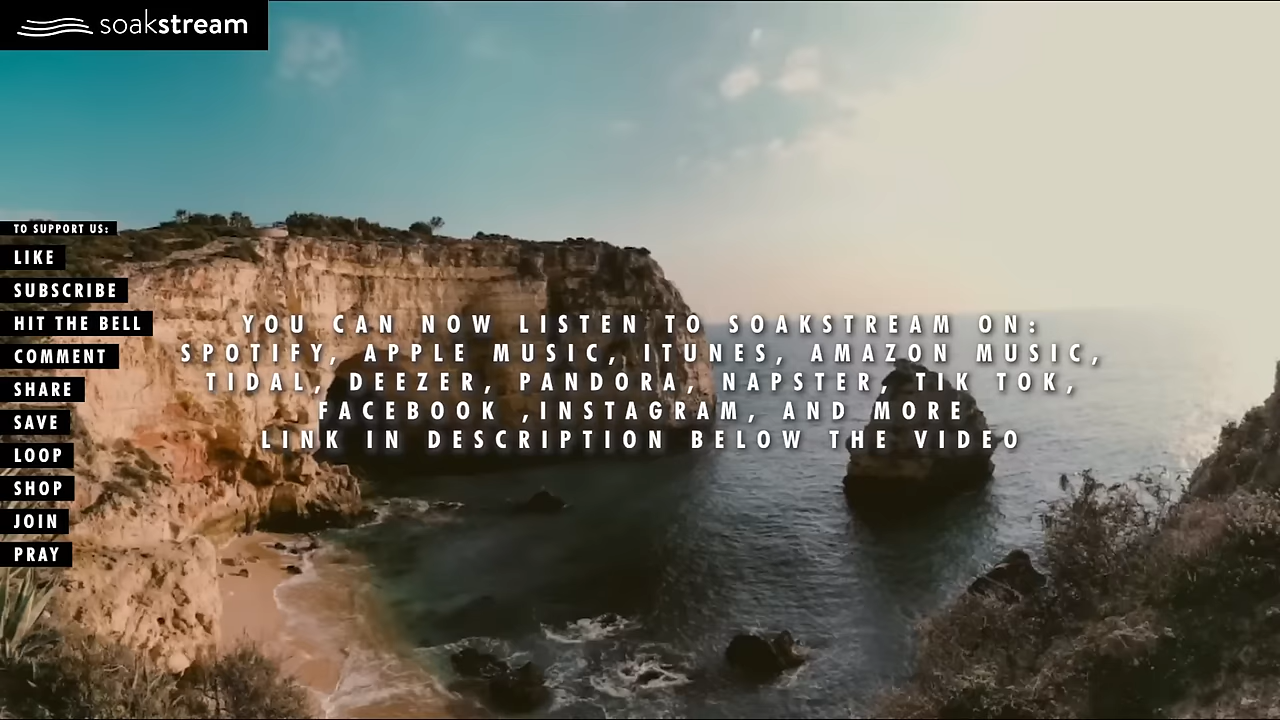 soakstream
TO SUPPORT US:
LIKE
SUBSCRIBE
HIT THE BELL
COMMENT
SHARE
SAVE
LOOP
SHOP
JOIN
PRAY
YOU CAN NOW LISTEN TO SOAKSTREAM ON:
SPOTIFY, APPLE MUSIC, ITUNES, AMAZON MUSIC,
TIDAL, DEEZER, PANDORA, NAPSTER, TIK TOK,
FACEBOOK ,INSTAGRAM, AND MORE
LINK IN DESCRIPTION BELOW THE VIDEO